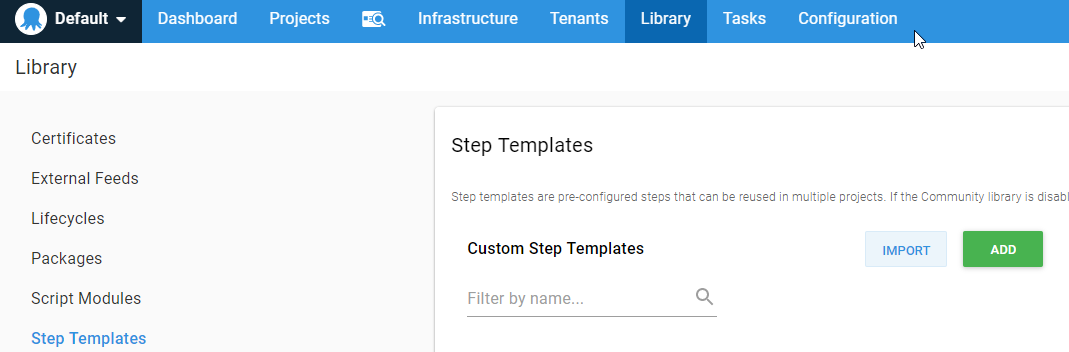 Default Dashboard Projects Infrastructure Tenants Library Tasks Configuration
Library
Certificates
External Feeds
Lifecycles
Packages
Script Modules
Step Templates
Step Templates
Step templates are pre-configured steps that can be reused in multiple projects. If the Community library is disabl
Custom Step Templates IMPORT ADD
Filter by name...